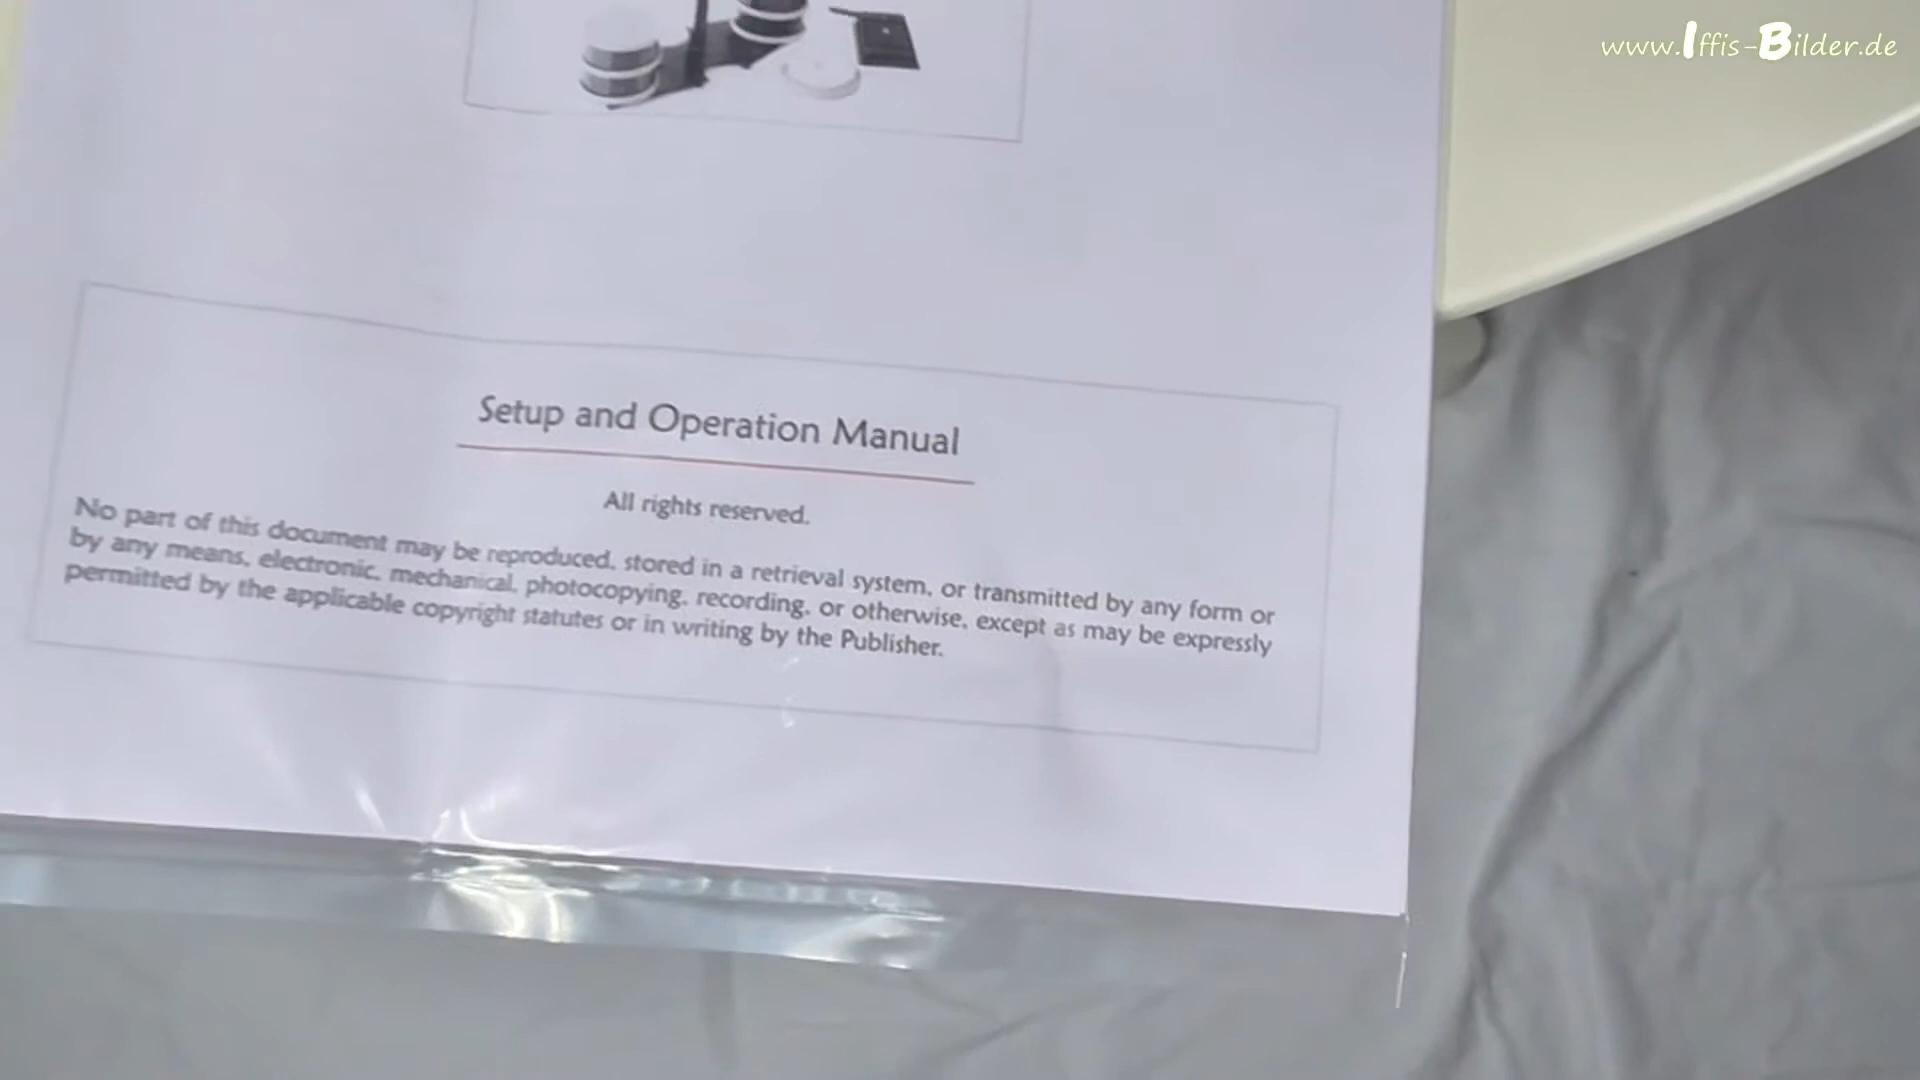 www.Iffis-Bilder.de
Setup and Operation Manual
All rights reserved.
No part of this document may be reproduced, stored in a retrieval system, or transmitted by any form or
by any means, electronic, mechanical, photocopying, recording, or otherwise, except as may be expressly
permitted by the applicable copyright statutes or in writing by the Publisher.